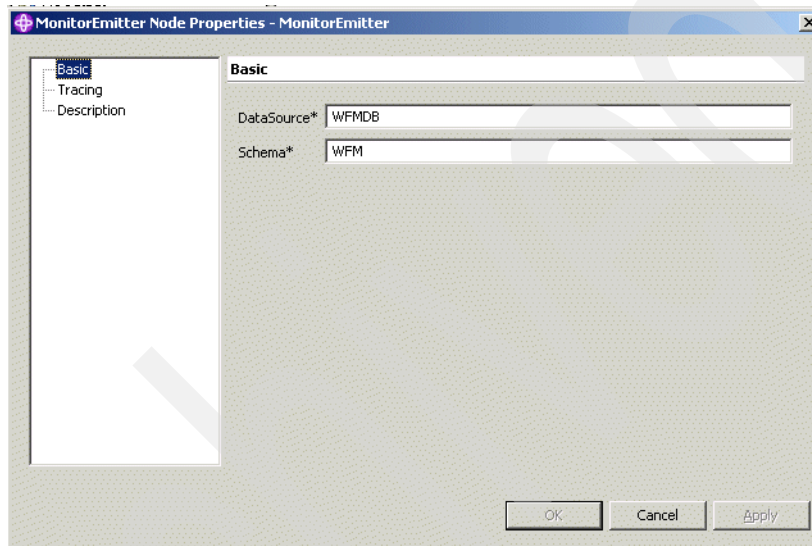 MonitorEmitter Node Properties - MonitorEmitter
Basic
Tracing
Description
Basic
DataSource* WFMDB
Schema* WFM
OK Cancel Apply